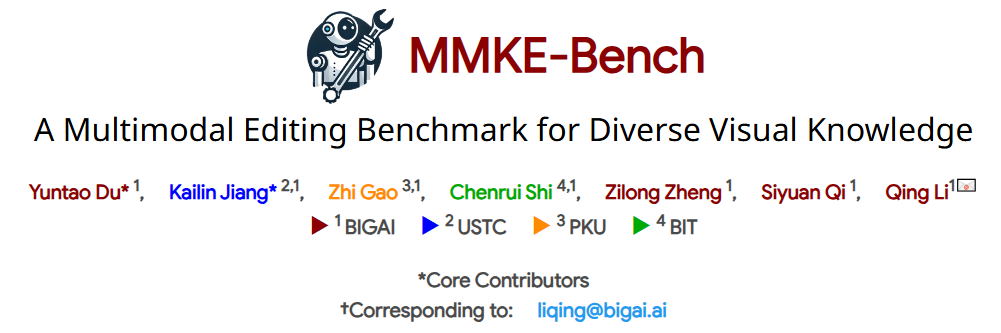 MMKE-Bench
A Multimodal Editing Benchmark for Diverse Visual Knowledge
Yuntao Du* 1, Kailin Jiang* 2,1, Zhi Gao 3,1, Chenrui Shi 4,1, Zilong Zheng 1, Siyuan Qi 1, Qing Li1
▶ 1 BIGAI ▶ 2 USTC ▶ 3 PKU ▶ 4 BIT
*Core Contributors
†Corresponding to: liqing@bigai.ai